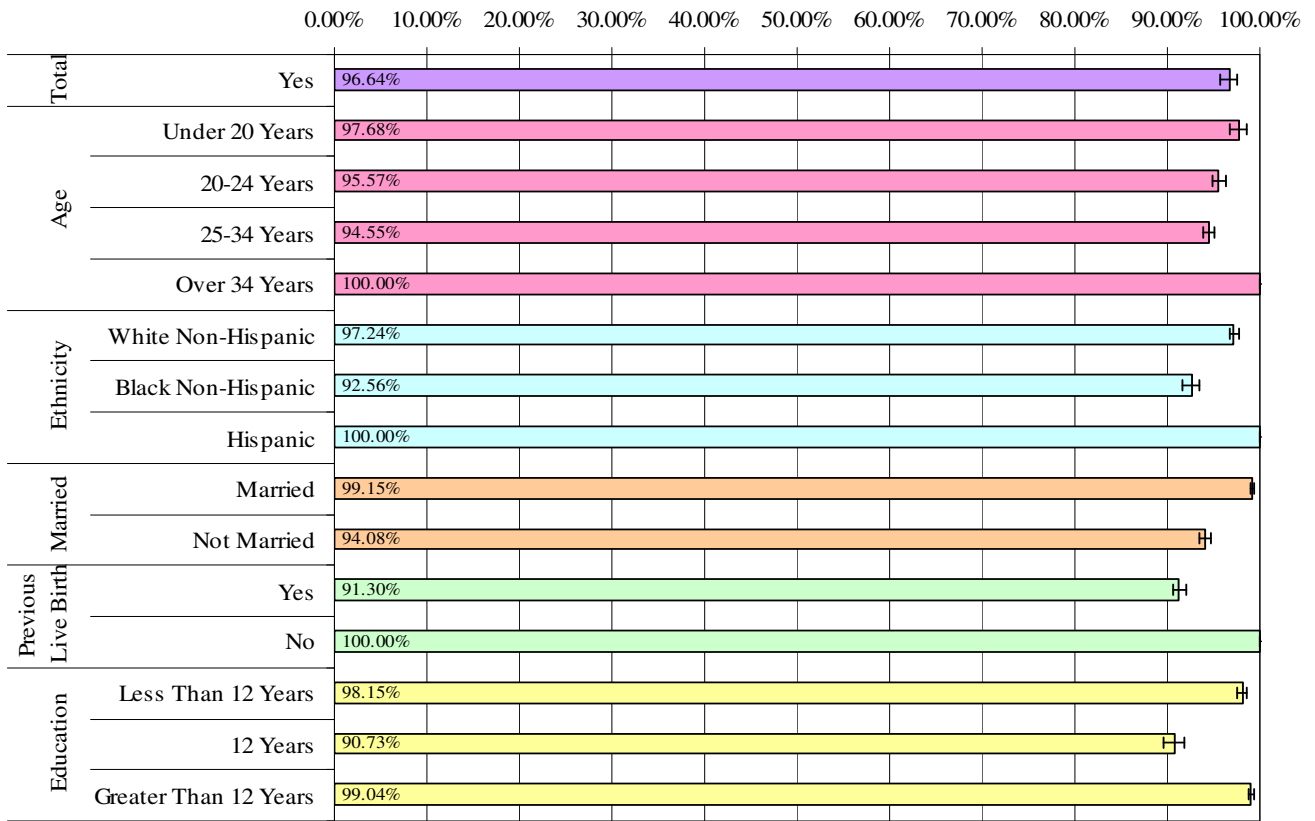 0.00% 10.00% 20.00% 30.00% 40.00% 50.00% 60.00% 70.00% 80.00% 90.00% 100.00%
Total
Yes 96.64%
Age
Under 20 Years 97.68%
20-24 Years 95.57%
25-34 Years 94.55%
Over 34 Years 100.00%
Ethnicity
White Non-Hispanic 97.24%
Black Non-Hispanic 92.56%
Hispanic 100.00%
Married
Married 99.15%
Not Married 94.08%
Previous
Live Birth
Yes 91.30%
No 100.00%
Education
Less Than 12 Years 98.15%
12 Years 90.73%
Greater Than 12 Years 99.04%